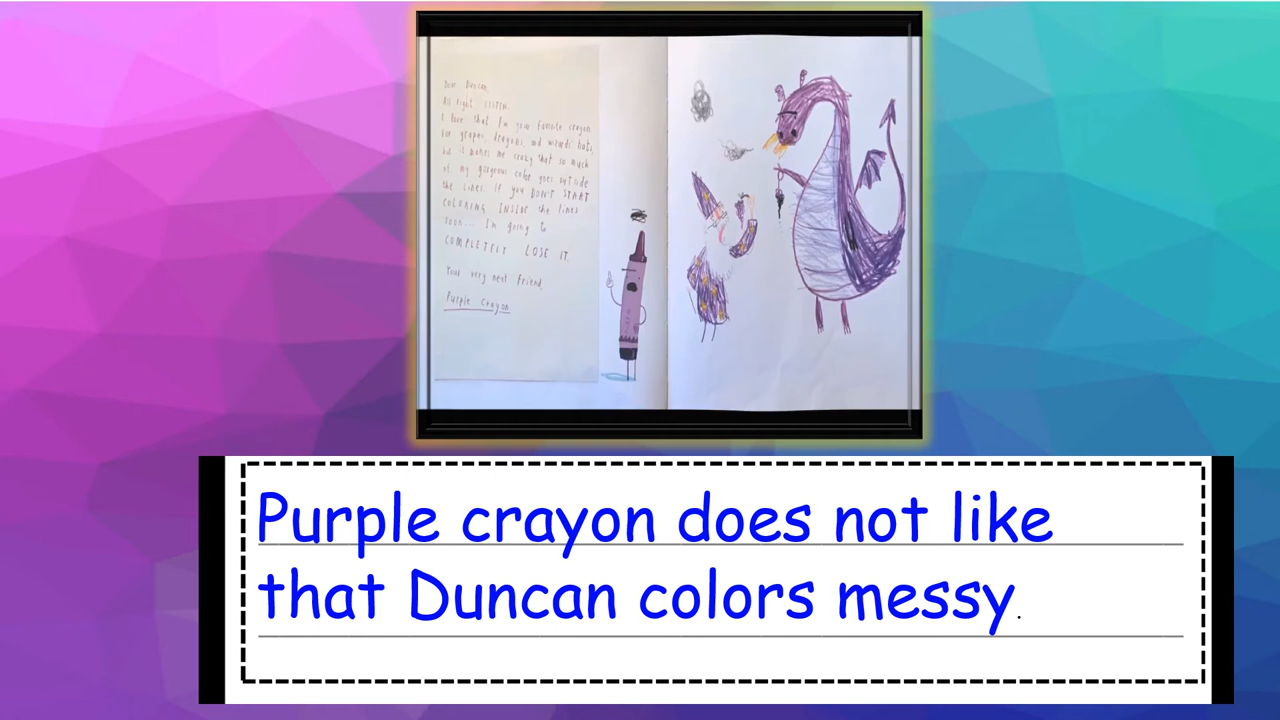 Dear Duncan,
All right LISTEN.
I love that I'm your favorite crayon
for grapes, dragons, and wizards hats,
but it makes me crazy that so much
of my gorgeous color goes outside
the lines. If you DON'T START
COLORING INSIDE the lines
soon... I'm going to
COMPLETELY LOSE IT.
Your very neat friend,
Purple Crayon
Purple crayon does not like
that Duncan colors messy.